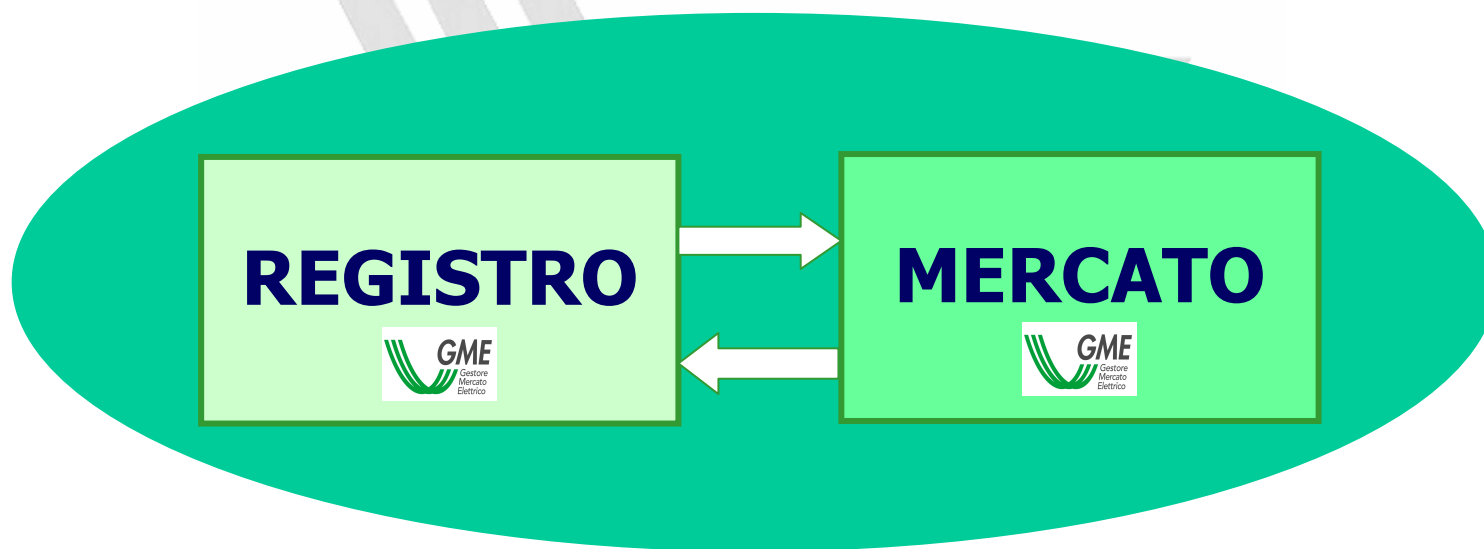 REGISTRO
GME
Gestore
Mercato
Elettrico
MERCATO
GME
Gestore
Mercato
Elettrico